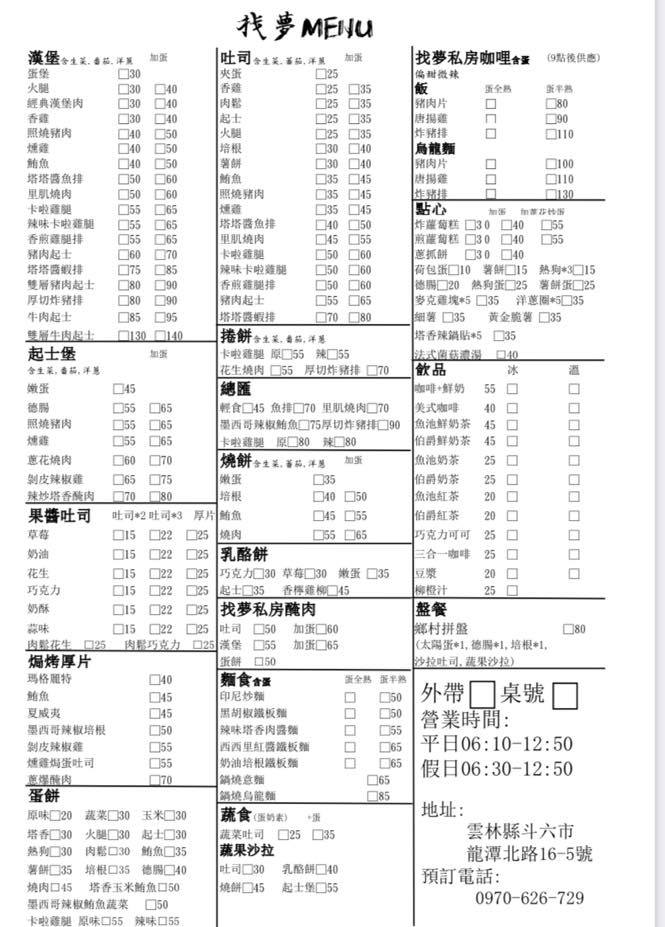 找夢MENU
漢堡 含生菜,番茄,洋蔥 加蛋
蛋堡 □30
火腿 □30 □40
經典漢堡肉 □30 □40
香雞 □30 □40
照燒豬肉 □40 □50
燻雞 □40 □50
鮪魚 □40 □50
塔塔醬魚排 □50 □60
里肌燒肉 □50 □60
卡啦雞腿 □55 □65
辣味卡啦雞腿 □55 □65
香煎雞腿排 □55 □65
豬肉起士 □60 □70
塔塔醬蝦排 □75 □85
雙層豬肉起士 □80 □90
厚切炸豬排 □80 □90
牛肉起士 □85 □95
雙層牛肉起士 □130 □140
起士堡 加蛋
含生菜,番茄,洋蔥
嫩蛋 □45
德腸 □55 □65
照燒豬肉 □55 □65
燻雞 □55 □65
蔥花燒肉 □60 □70
剝皮辣椒雞 □65 □75
辣炒塔香醃肉 □70 □80
果醬吐司 吐司*2 吐司*3 厚片
草莓 □15 □22 □25
奶油 □15 □22 □25
花生 □15 □22 □25
巧克力 □15 □22 □25
奶酥 □15 □22 □25
蒜味 □15 □22 □25
肉鬆花生 □25 肉鬆巧克力 □25
焗烤厚片
瑪格麗特 □40
鮪魚 □45
夏威夷 □45
墨西哥辣椒培根 □50
剝皮辣椒雞 □55
燻雞焗蛋吐司 □55
蔥爆醃肉 □70
蛋餅
原味□20 蔬菜□30 玉米□30
塔香□30 火腿□30 起士□30
熱狗□30 肉鬆□30 鮪魚□35
薯餅□35 培根□35 德腸□40
燒肉□45 塔香玉米鮪魚□50
墨西哥辣椒鮪魚蔬菜 □50
卡啦雞腿 原味□55 辣味□55
吐司 含生菜,蕃茄,洋蔥 加蛋
夾蛋 □25
香雞 □25 □35
肉鬆 □25 □35
起士 □25 □35
火腿 □25 □35
培根 □30 □40
薯餅 □30 □40
鮪魚 □35 □45
照燒豬肉 □35 □45
燻雞 □35 □45
塔塔醬魚排 □40 □50
里肌燒肉 □45 □55
卡啦雞腿 □50 □60
辣味卡啦雞腿 □50 □60
香煎雞腿排 □50 □60
豬肉起士 □55 □65
塔塔醬蝦排 □70 □80
捲餅 含生菜,番茄,洋蔥
卡啦雞腿 原□55 辣□55
花生燒肉 □55 厚切炸豬排 □70
總匯
輕食□45 魚排□70 里肌燒肉□70
墨西哥辣椒鮪魚□75厚切炸豬排□90
卡啦雞腿 原□80 辣□80
燒餅 含生菜,蕃茄,洋蔥 加蛋
嫩蛋 □35
培根 □40 □50
鮪魚 □45 □55
燒肉 □55 □65
乳酪餅
巧克力□30 草莓□30 嫩蛋 □35
起士□35 香檸雞柳□45
找夢私房醃肉
吐司 □50 加蛋□60
漢堡 □55 加蛋□65
蛋餅 □50
麵食含蛋 蛋全熟 蛋半熟
印尼炒麵 □ □50
黑胡椒鐵板麵 □ □50
辣味塔香肉醬麵 □ □55
西西里紅醬鐵板麵 □ □65
奶油培根鐵板麵 □ □65
鍋燒意麵 □65
鍋燒烏龍麵 □85
蔬食(蛋奶素) +蛋
蔬菜吐司 □25 □35
蔬果沙拉
吐司□30 乳酪餅□40
燒餅□45 起士堡□55
找夢私房咖哩含蛋 (9點後供應)
偏甜微辣
飯 蛋全熟 蛋半熟
豬肉片 □ □80
唐揚雞 □ □90
炸豬排 □ □110
烏龍麵
豬肉片 □ □100
唐揚雞 □ □110
炸豬排 □ □130
點心 加蛋 加蔥花炒蛋
炸蘿蔔糕 □30 □40 □55
煎蘿蔔糕 □30 □40 □55
蔥抓餅 □30 □40
荷包蛋□10 薯餅□15 熱狗*3□15
德腸□20 熱狗蛋□25 薯餅蛋□25
麥克雞塊*5 □35 洋蔥圈*5□35
細薯 □35 黃金脆薯 □35
塔香辣鍋貼*5 □35
法式菌菇濃湯 □40
飲品 冰 溫
咖啡+鮮奶 55 □ □
美式咖啡 40 □ □
魚池鮮奶茶 45 □ □
伯爵鮮奶茶 45 □ □
魚池奶茶 25 □ □
伯爵奶茶 25 □ □
魚池紅茶 20 □ □
伯爵紅茶 20 □ □
巧克力可可 25 □ □
三合一咖啡 25 □ □
豆漿 20 □ □
柳橙汁 25 □
盤餐
鄉村拼盤 □80
(太陽蛋*1,德腸*1,培根*1,
沙拉吐司,蔬果沙拉)
外帶□桌號□
營業時間:
平日06:10-12:50
假日06:30-12:50
地址:
雲林縣斗六市
龍潭北路16-5號
預訂電話:
0970-626-729